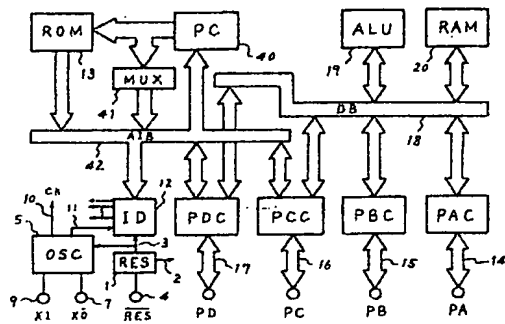 ROM
PC
ALU
RAM
13
40
19
20
MUX
41
DB
18
AIB
42
CK
10
11
12
5
ID
PDC
PCC
PBC
PAC
OSC
3
RES
1
2
17
16
15
14
9
7
4
X1
X0
RES
PD
PC
PB
PA